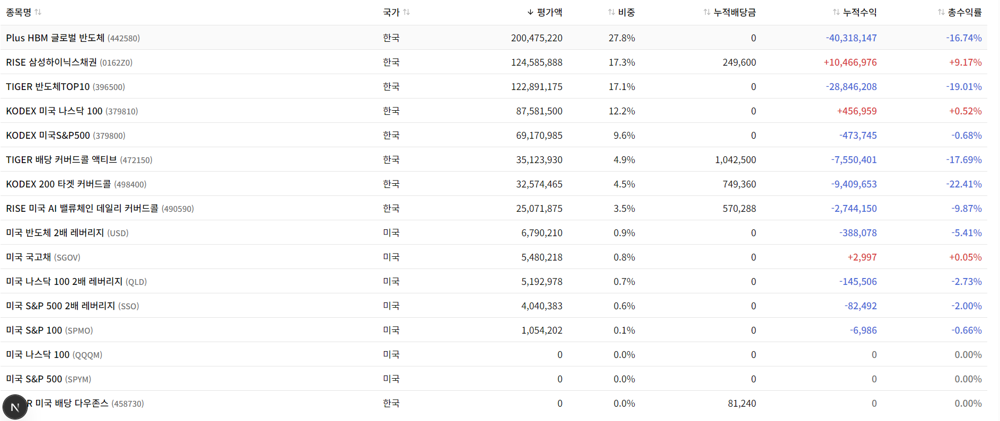 종목명 국가 평가액 비중 누적배당금 누적수익 총수익률
Plus HBM 글로벌 반도체 (442580) 한국 200,475,220 27.8% 0 -40,318,147 -16.74%
RISE 삼성하이닉스채권 (0162Z0) 한국 124,585,888 17.3% 249,600 +10,466,976 +9.17%
TIGER 반도체TOP10 (396500) 한국 122,891,175 17.1% 0 -28,846,208 -19.01%
KODEX 미국 나스닥 100 (379810) 한국 87,581,500 12.2% 0 +456,959 +0.52%
KODEX 미국S&P500 (379800) 한국 69,170,985 9.6% 0 -473,745 -0.68%
TIGER 배당 커버드콜 액티브 (472150) 한국 35,123,930 4.9% 1,042,500 -7,550,401 -17.69%
KODEX 200 타겟 커버드콜 (498400) 한국 32,574,465 4.5% 749,360 -9,409,653 -22.41%
RISE 미국 AI 밸류체인 데일리 커버드콜 (490590) 한국 25,071,875 3.5% 570,288 -2,744,150 -9.87%
미국 반도체 2배 레버리지 (USD) 미국 6,790,210 0.9% 0 -388,078 -5.41%
미국 국고채 (SGOV) 미국 5,480,218 0.8% 0 +2,997 +0.05%
미국 나스닥 100 2배 레버리지 (QLD) 미국 5,192,978 0.7% 0 -145,506 -2.73%
미국 S&P 500 2배 레버리지 (SSO) 미국 4,040,383 0.6% 0 -82,492 -2.00%
미국 S&P 100 (SPMO) 미국 1,054,202 0.1% 0 -6,986 -0.66%
미국 나스닥 100 (QQQM) 미국 0 0.0% 0 0 0.00%
미국 S&P 500 (SPYM) 미국 0 0.0% 0 0 0.00%
N R 미국 배당 다우존스 (458730) 한국 0 0.0% 81,240 0 0.00%